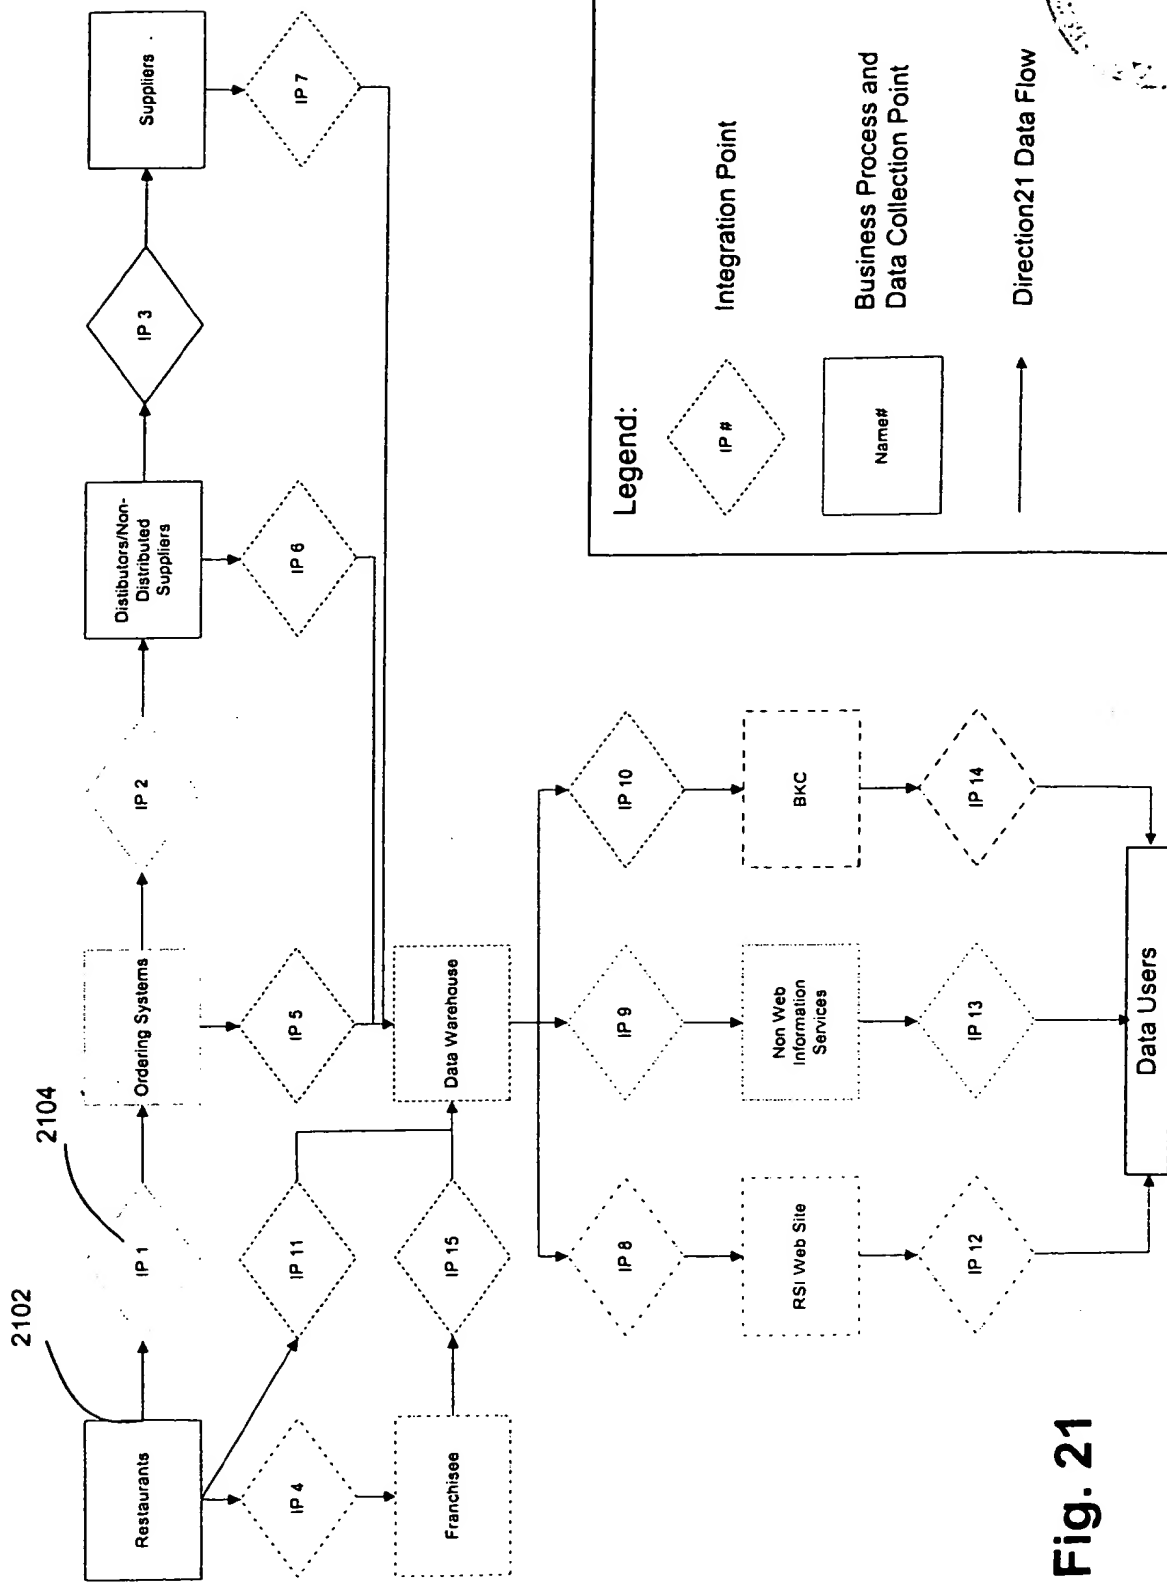 2102
2104
Restaurants
IP 1
Ordering Systems
IP 2
Distibutors/Non-
Distributed
Suppliers
IP 3
Suppliers
IP 4
IP 11
IP 5
IP 6
IP 7
Franchisee
IP 15
Data Warehouse
IP 8
IP 9
IP 10
RSI Web Site
Non Web
Information
Services
BKC
IP 12
IP 13
IP 14
Data Users
Legend:
IP #
Integration Point
Name#
Business Process and
Data Collection Point
Direction21 Data Flow
Fig. 21